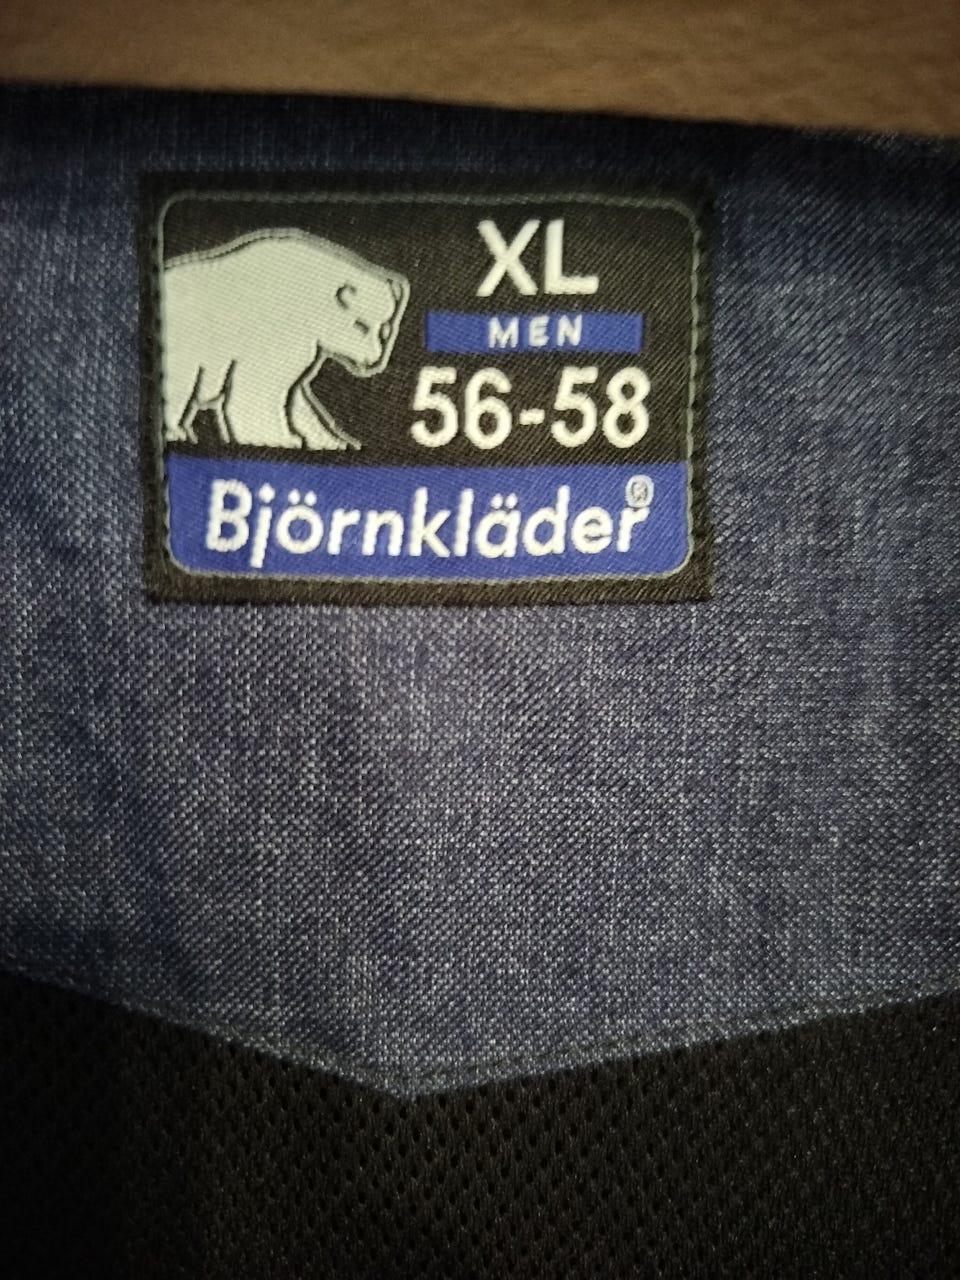 XL
MEN
56-58
Björnkläder®